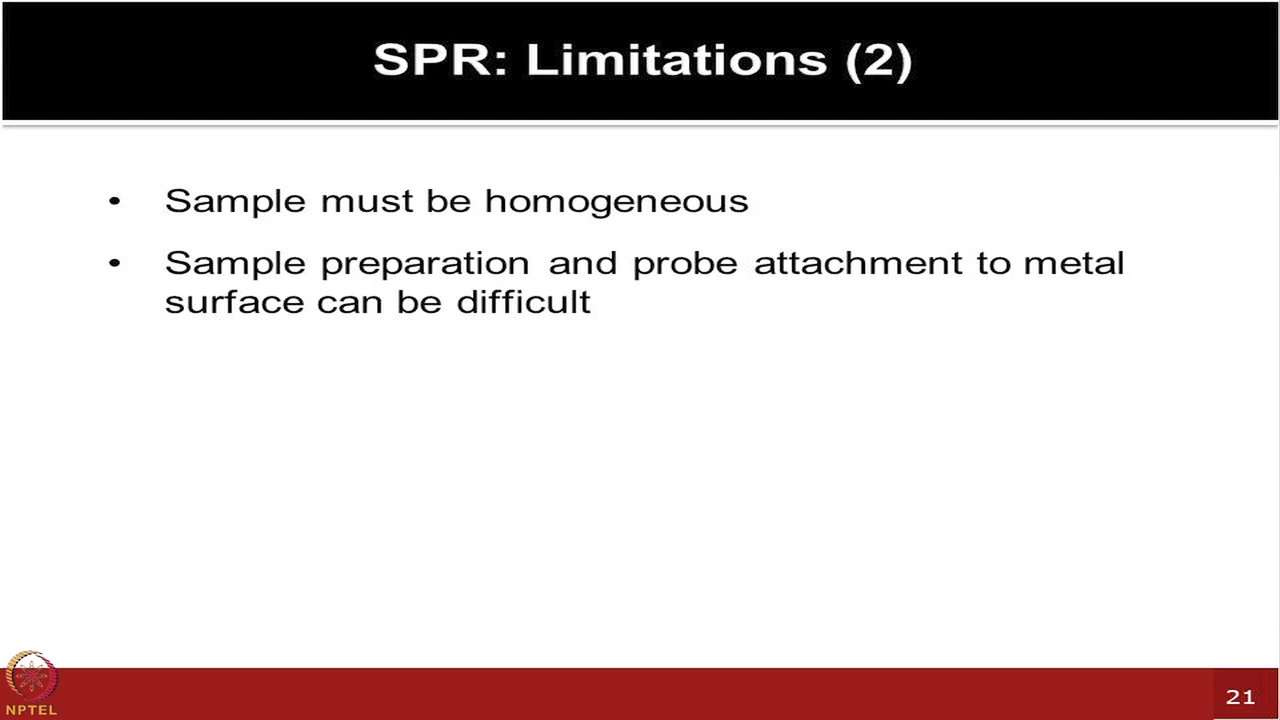 SPR: Limitations (2)
• Sample must be homogeneous
• Sample preparation and probe attachment to metal
surface can be difficult
NPTEL
21